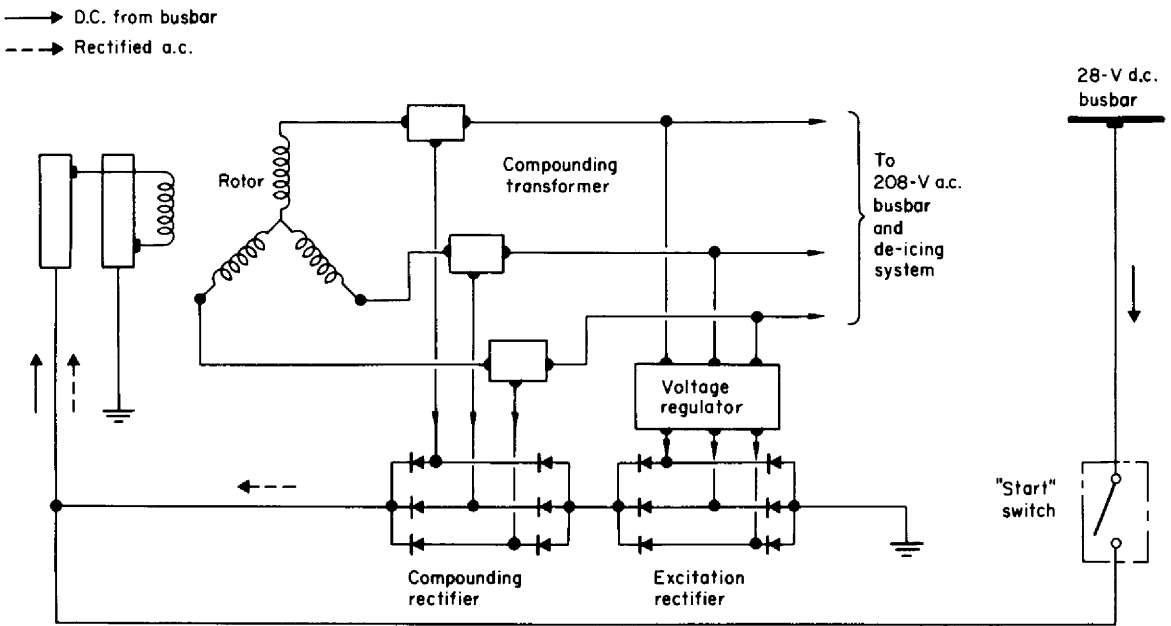 D.C. from busbar
Rectified a.c.
28-V d.c.
busbar
Rotor
Compounding
transformer
To
208-V a.c.
busbar
and
de-icing
system
Voltage
regulator
"Start"
switch
Compounding
rectifier
Excitation
rectifier